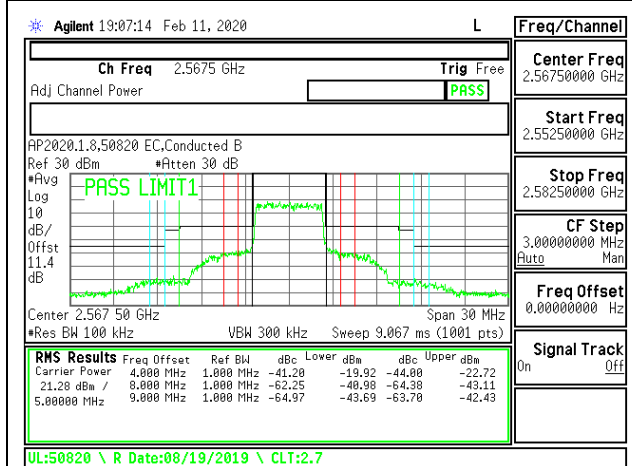 Agilent 19:07:14 Feb 11, 2020 L
Freq/Channel
Ch Freq 2.5675 GHz Trig Free
Adj Channel Power PASS
Center Freq
2.56750000 GHz
Start Freq
2.55250000 GHz
AP2020.1.8,50820 EC,Conducted B
Ref 30 dBm #Atten 30 dB
#Avg
Log
10
dB/
Offst
11.4
dB
PASS LIMIT1
Stop Freq
2.58250000 GHz
CF Step
3.00000000 MHz
Auto Man
Center 2.567 50 GHz Span 30 MHz
#Res BW 100 kHz VBW 300 kHz Sweep 9.067 ms (1001 pts)
Freq Offset
0.00000000 Hz
RMS Results Freq Offset Ref BW dBc Lower dBm dBc Upper dBm
Carrier Power 4.000 MHz 1.000 MHz -41.20 -19.92 -44.00 -22.72
21.28 dBm / 8.000 MHz 1.000 MHz -62.25 -40.98 -64.38 -43.11
5.00000 MHz 9.000 MHz 1.000 MHz -64.97 -43.69 -63.70 -42.43
Signal Track
On Off
UL:50820 \ R Date:08/19/2019 \ CLT:2.7